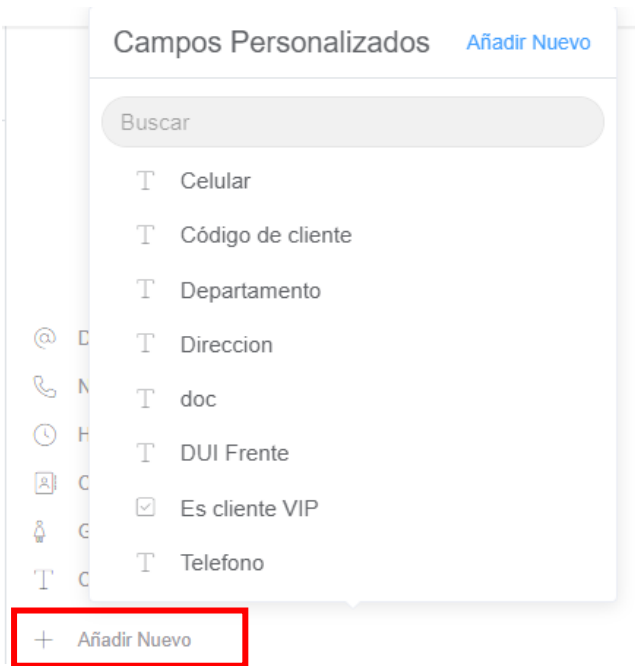 Campos Personalizados Añadir Nuevo
Buscar
Celular
Código de cliente
Departamento
Direccion
doc
DUI Frente
Es cliente VIP
Telefono
Añadir Nuevo